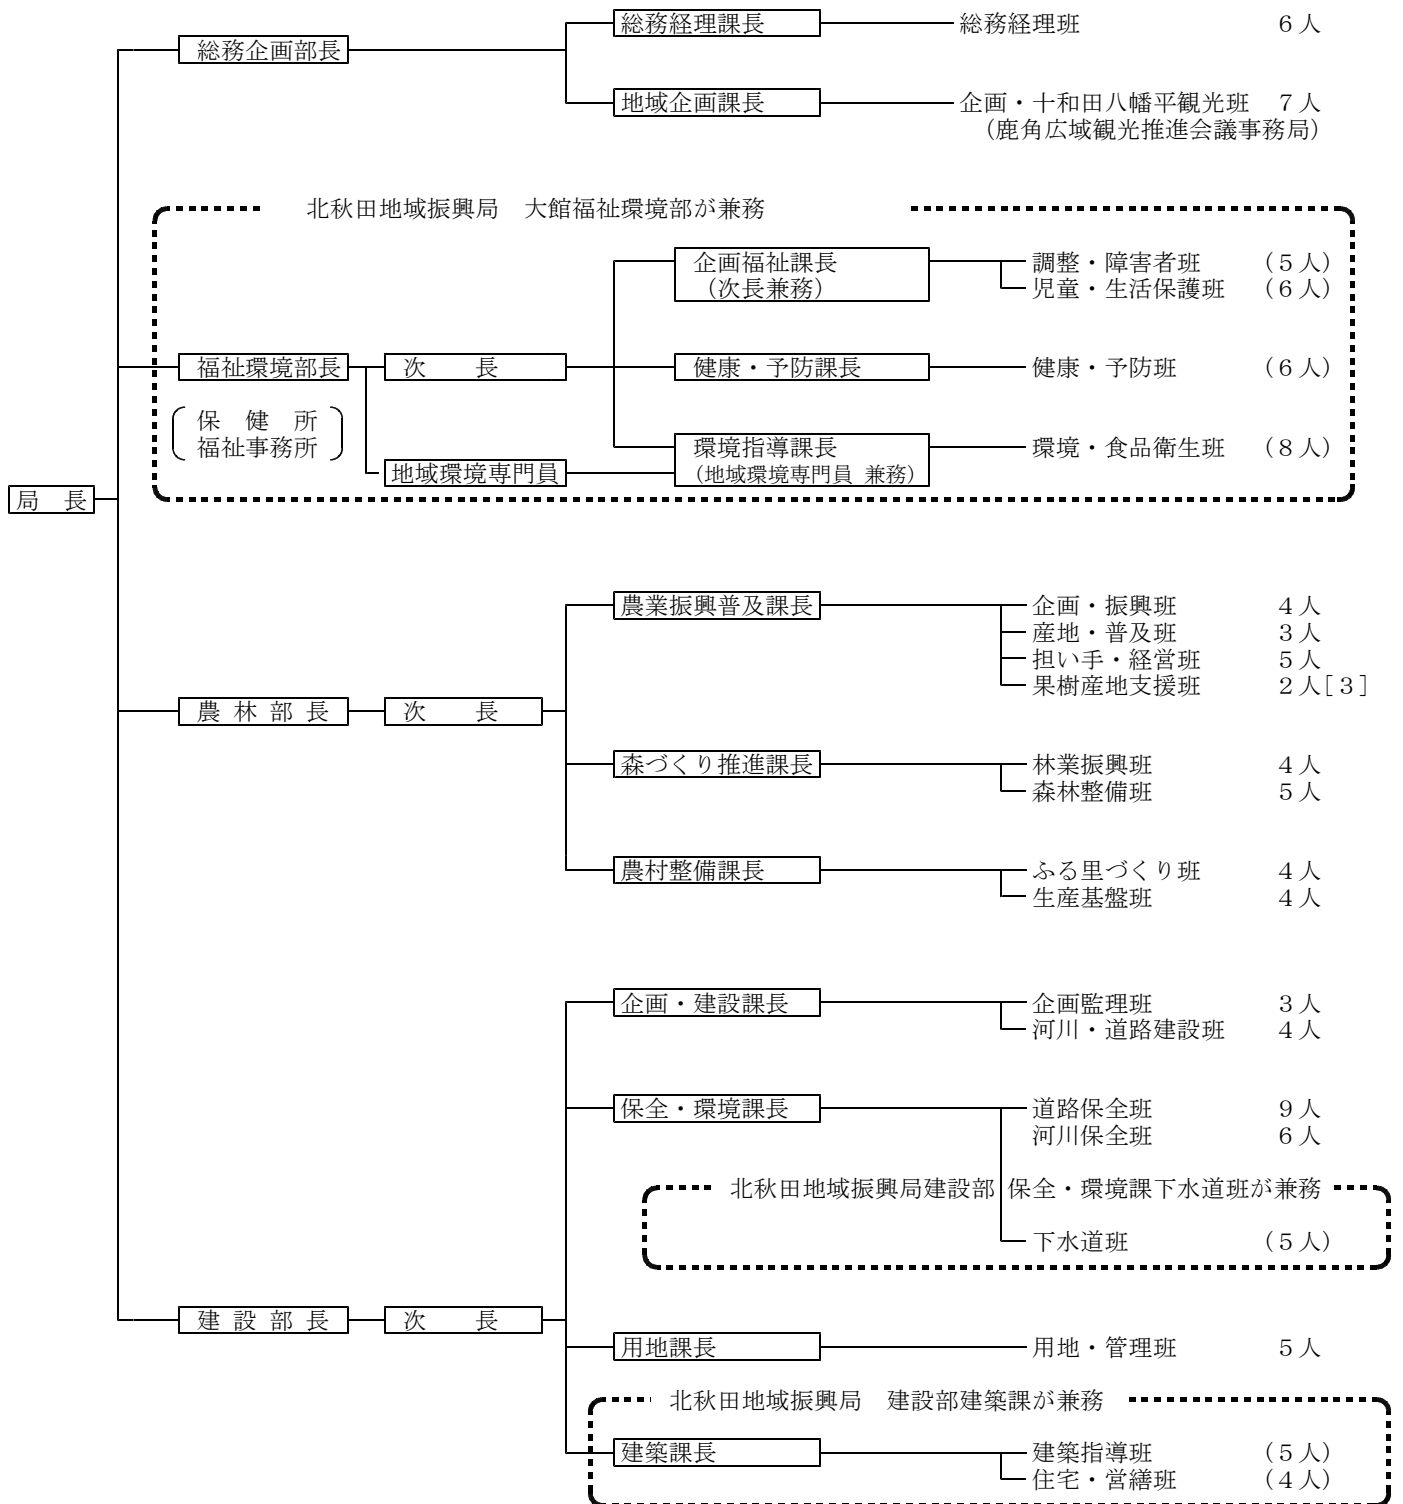 総務経理課長 総務経理班 ６人
総務企画部長
地域企画課長 企画・十和田八幡平観光班 ７人
（鹿角広域観光推進会議事務局）
北秋田地域振興局　大館福祉環境部が兼務
企画福祉課長 調整・障害者班 （５人）
（次長兼務） 児童・生活保護班 （６人）
福祉環境部長 次　　長 健康・予防課長 健康・予防班 （６人）
保　健　所
福祉事務所 環境指導課長 環境・食品衛生班 （８人）
地域環境専門員 （地域環境専門員 兼務）
局　長
農業振興普及課長 企画・振興班 ４人
産地・普及班 ３人
担い手・経営班 ５人
果樹産地支援班 ２人［３］
農 林 部 長 次　　長
森づくり推進課長 林業振興班 ４人
森林整備班 ５人
農村整備課長 ふる里づくり班 ４人
生産基盤班 ４人
企画・建設課長 企画監理班 ３人
河川・道路建設班 ４人
保全・環境課長 道路保全班 ９人
河川保全班 ６人
北秋田地域振興局建設部 保全・環境課下水道班が兼務
下水道班 （５人）
建 設 部 長 次　　長
用地課長 用地・管理班 ５人
北秋田地域振興局　建設部建築課が兼務
建築課長 建築指導班 （５人）
住宅・営繕班 （４人）